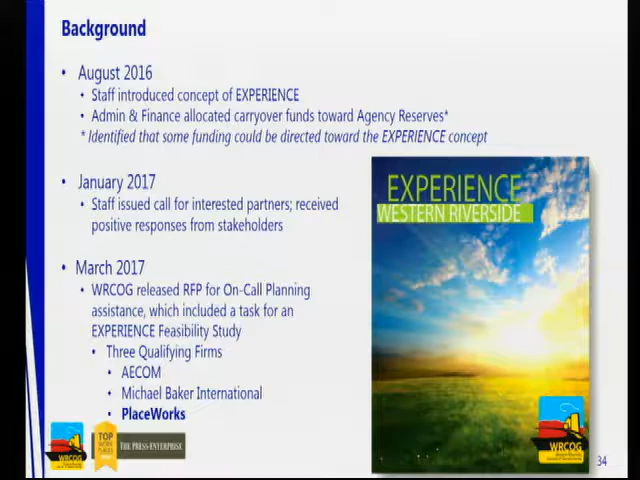 Background
• August 2016
• Staff introduced concept of EXPERIENCE
• Admin & Finance allocated carryover funds toward Agency Reserves*
* Identified that some funding could be directed toward the EXPERIENCE concept
• January 2017
• Staff issued call for interested partners; received
positive responses from stakeholders
• March 2017
• WRCOG released RFP for On-Call Planning
assistance, which included a task for an
EXPERIENCE Feasibility Study
• Three Qualifying Firms
• AECOM
• Michael Baker International
• PlaceWorks
EXPERIENCE
WESTERN RIVERSIDE
WRCOG
WRCOG
TOP
WORK
PLACES
THE PRESS-ENTERPRISE
34